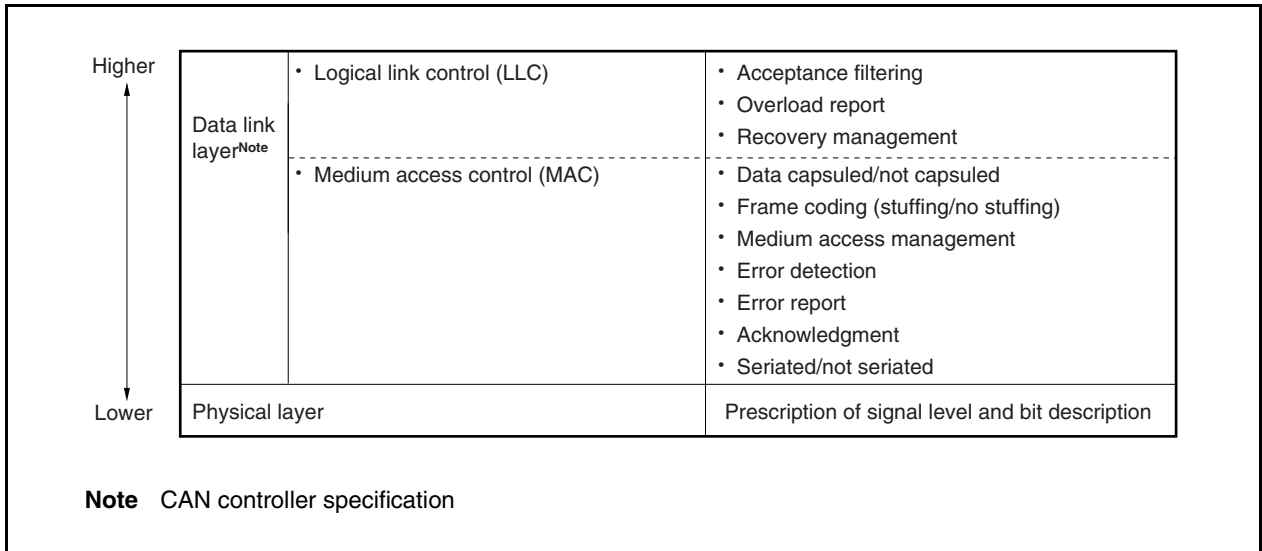 Higher
Data link
layerNote
• Logical link control (LLC)
• Acceptance filtering
• Overload report
• Recovery management
• Medium access control (MAC)
• Data capsuled/not capsuled
• Frame coding (stuffing/no stuffing)
• Medium access management
• Error detection
• Error report
• Acknowledgment
• Seriated/not seriated
Lower
Physical layer
Prescription of signal level and bit description
Note CAN controller specification